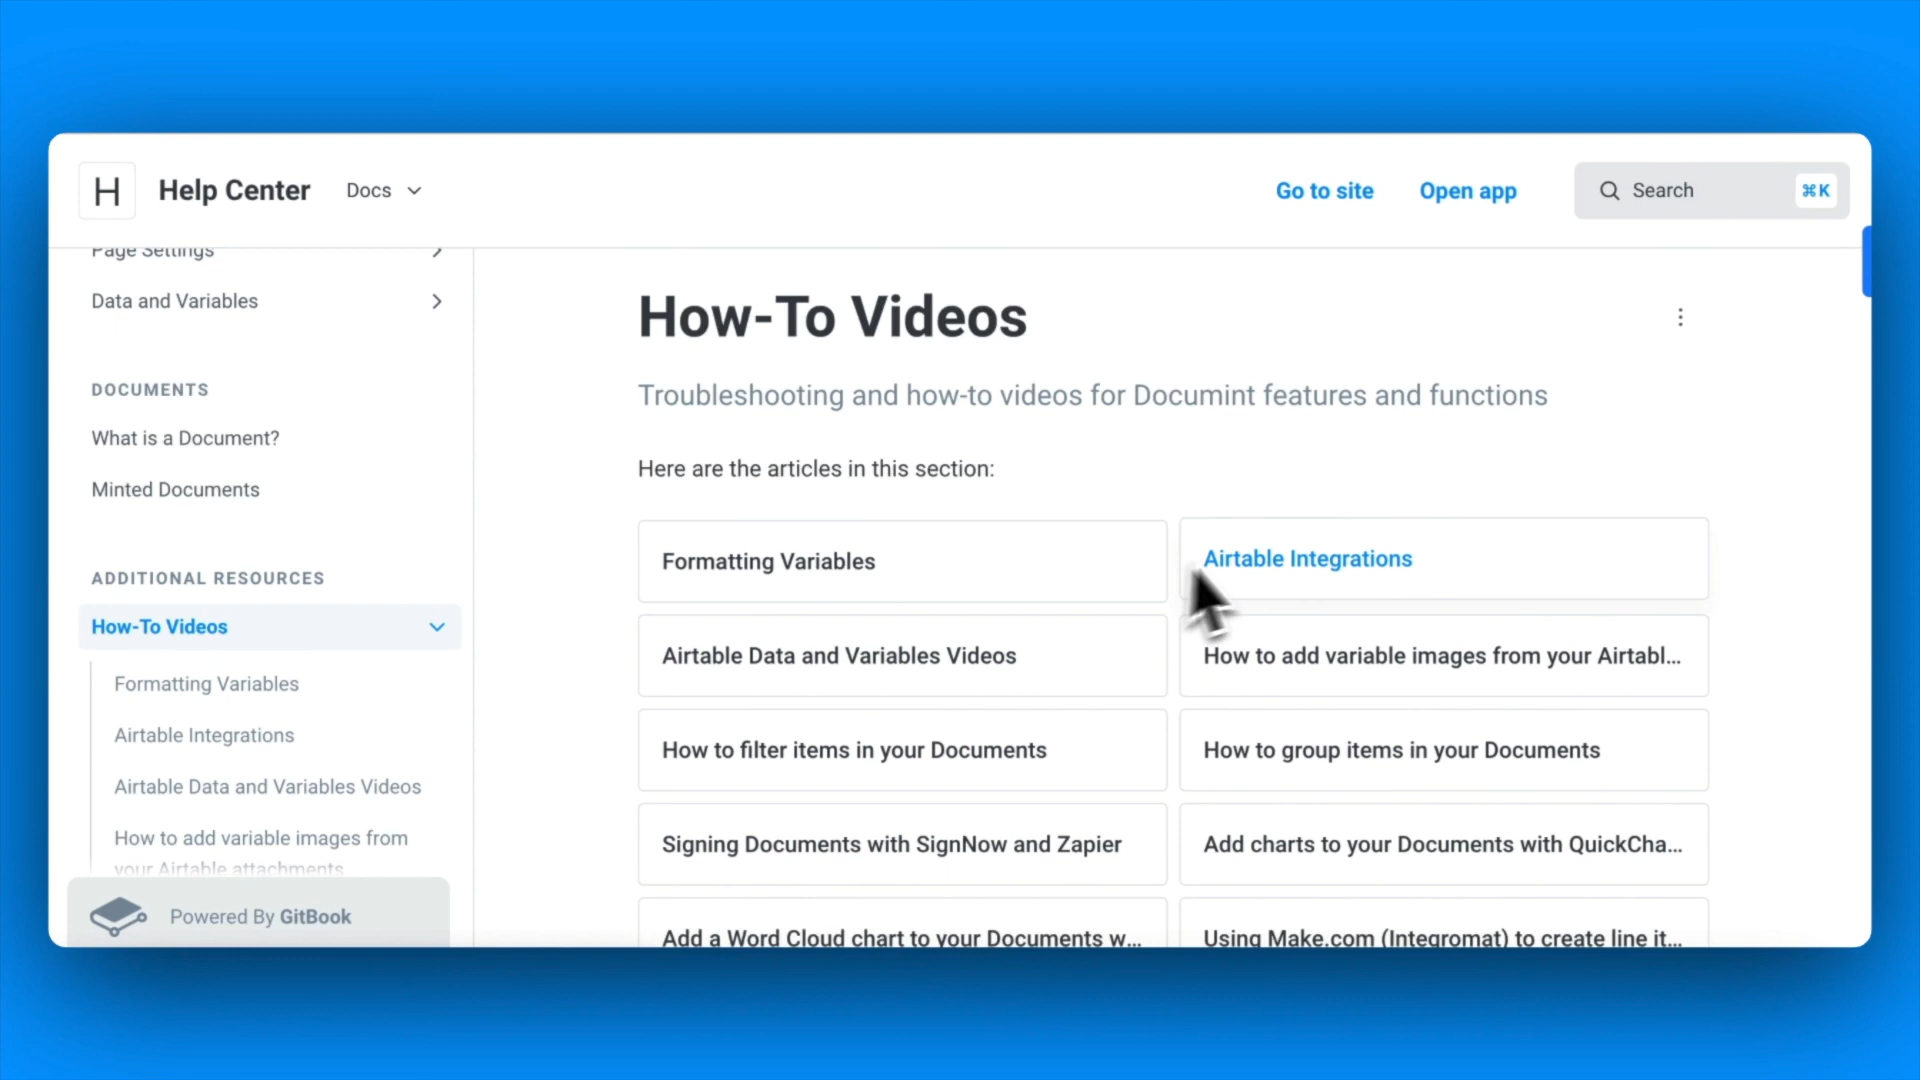 H
Help Center
Docs
Go to site
Open app
Search
⌘K
Page Settings
Data and Variables
DOCUMENTS
What is a Document?
Minted Documents
ADDITIONAL RESOURCES
How-To Videos
Formatting Variables
Airtable Integrations
Airtable Data and Variables Videos
How to add variable images from
your Airtable attachments
Powered By GitBook
How-To Videos
Troubleshooting and how-to videos for Documint features and functions
Here are the articles in this section:
Formatting Variables
Airtable Integrations
Airtable Data and Variables Videos
How to add variable images from your Airtabl...
How to filter items in your Documents
How to group items in your Documents
Signing Documents with SignNow and Zapier
Add charts to your Documents with QuickCha...
Add a Word Cloud chart to your Documents w...
Using Make.com (Integromat) to create line it...